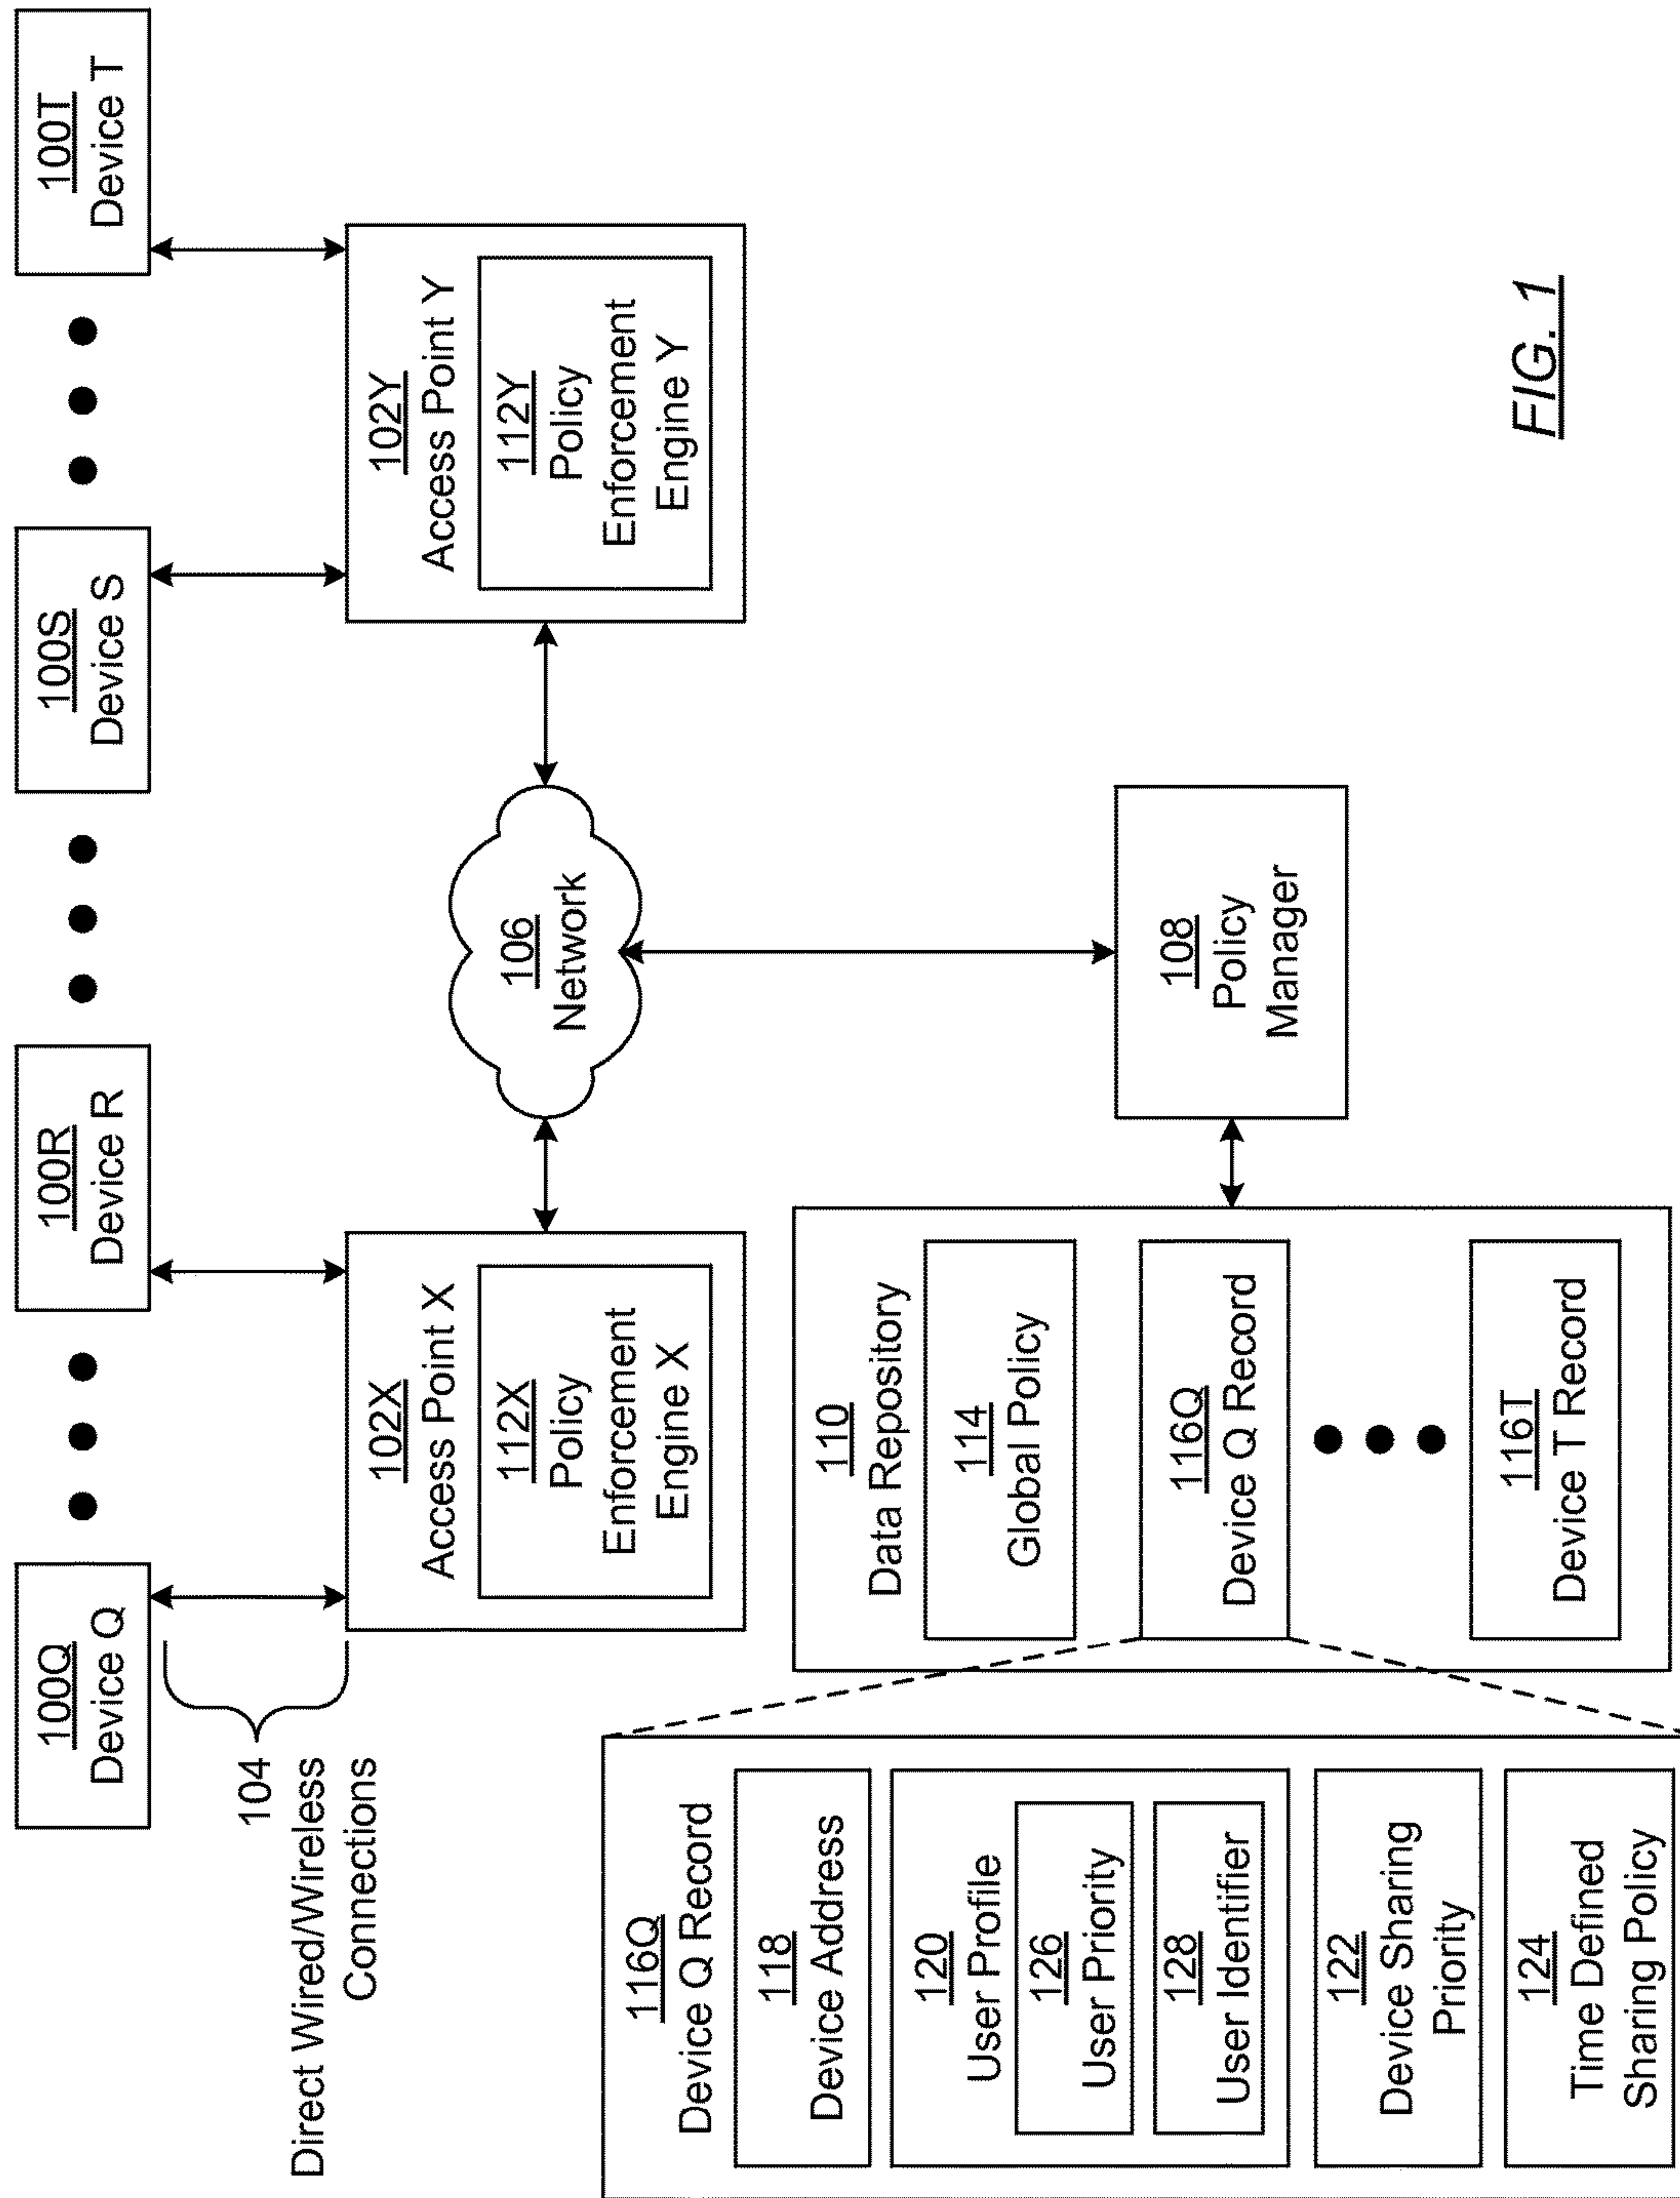 100Q
Device Q
100R
Device R
100S
Device S
100T
Device T
104
Direct Wired/Wireless
Connections
102X
Access Point X
112X
Policy
Enforcement
Engine X
106
Network
102Y
Access Point Y
112Y
Policy
Enforcement
Engine Y
108
Policy
Manager
110
Data Repository
114
Global Policy
116Q
Device Q Record
116T
Device T Record
116Q
Device Q Record
118
Device Address
120
User Profile
126
User Priority
128
User Identifier
122
Device Sharing
Priority
124
Time Defined
Sharing Policy
FIG. 1